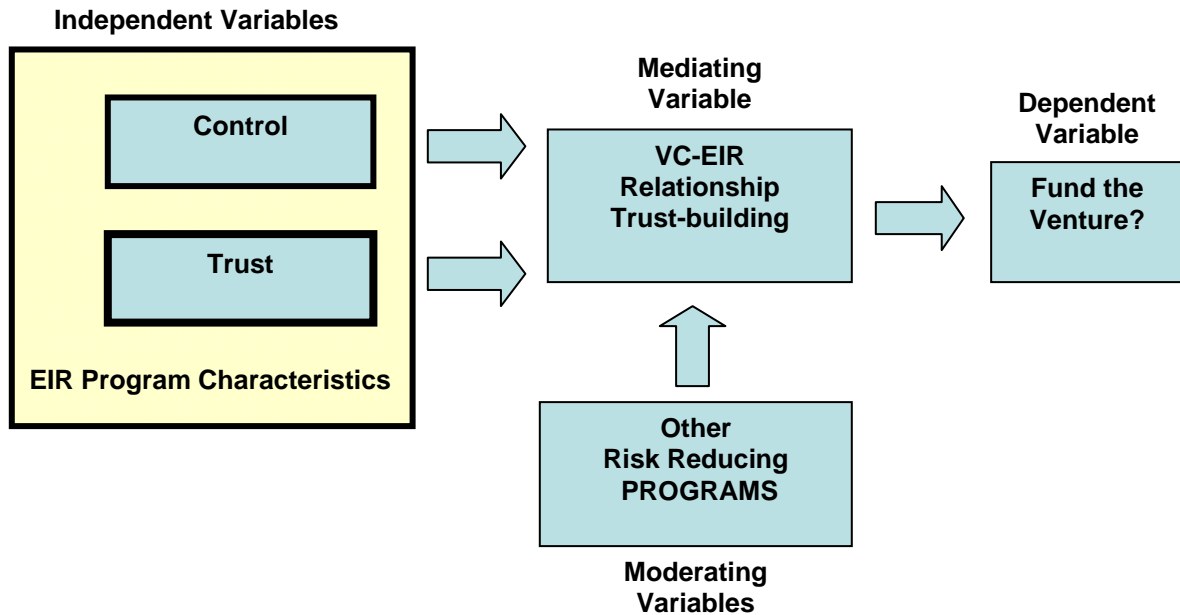 Independent Variables
Control
Trust
EIR Program Characteristics
Mediating
Variable
VC-EIR
Relationship
Trust-building
Other
Risk Reducing
PROGRAMS
Moderating
Variables
Dependent
Variable
Fund the
Venture?